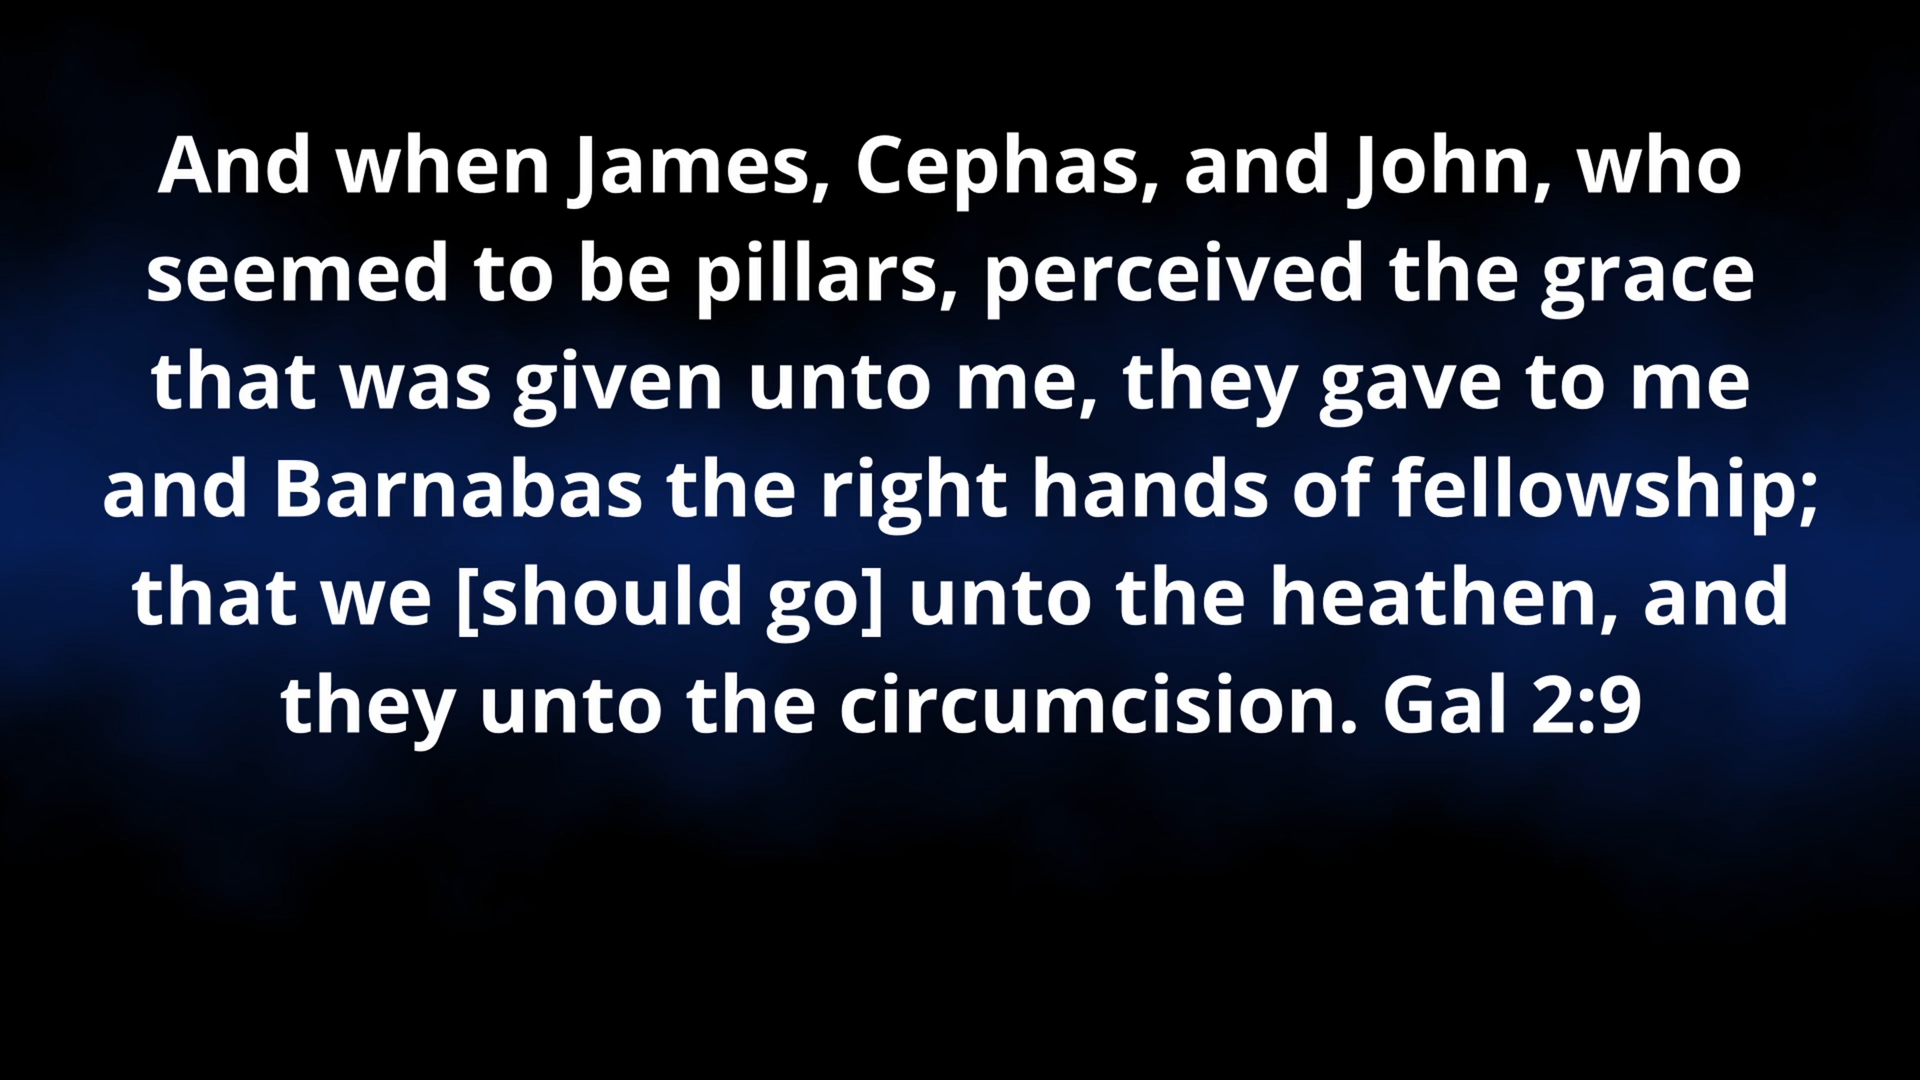 And when James, Cephas, and John, who
seemed to be pillars, perceived the grace
that was given unto me, they gave to me
and Barnabas the right hands of fellowship;
that we [should go] unto the heathen, and
they unto the circumcision. Gal 2:9